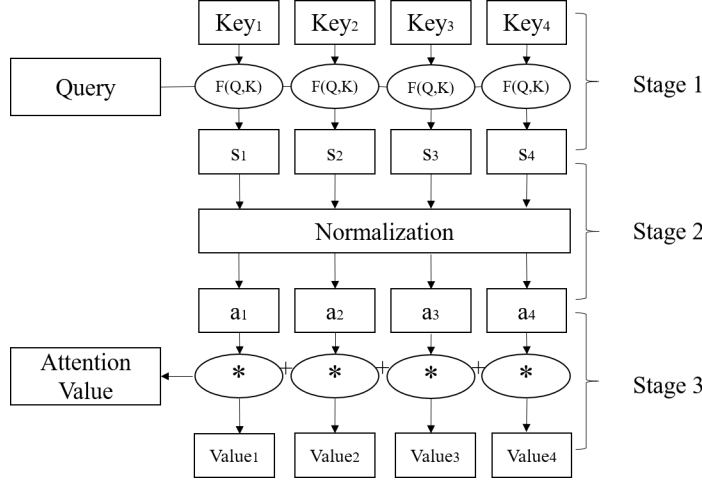 Key₁ Key₂ Key₃ Key₄
Query F(Q,K) F(Q,K) F(Q,K) F(Q,K) Stage 1
s₁ s₂ s₃ s₄
Normalization Stage 2
a₁ a₂ a₃ a₄
Attention
Value
* + * + * + * Stage 3
Value₁ Value₂ Value₃ Value₄